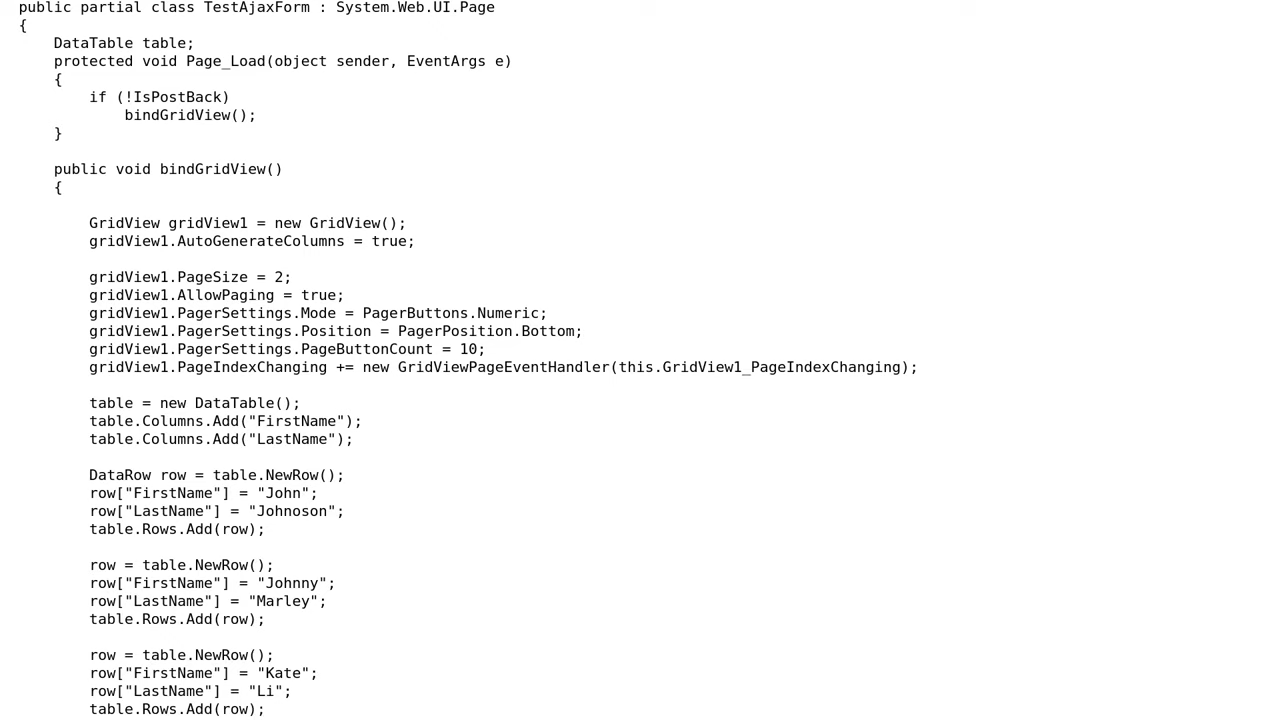 public partial class TestAjaxForm : System.Web.UI.Page
{
    DataTable table;
    protected void Page_Load(object sender, EventArgs e)
    {
        if (!IsPostBack)
            bindGridView();
    }

    public void bindGridView()
    {

        GridView gridView1 = new GridView();
        gridView1.AutoGenerateColumns = true;

        gridView1.PageSize = 2;
        gridView1.AllowPaging = true;
        gridView1.PagerSettings.Mode = PagerButtons.Numeric;
        gridView1.PagerSettings.Position = PagerPosition.Bottom;
        gridView1.PagerSettings.PageButtonCount = 10;
        gridView1.PageIndexChanging += new GridViewPageEventHandler(this.GridView1_PageIndexChanging);

        table = new DataTable();
        table.Columns.Add("FirstName");
        table.Columns.Add("LastName");

        DataRow row = table.NewRow();
        row["FirstName"] = "John";
        row["LastName"] = "Johnoson";
        table.Rows.Add(row);

        row = table.NewRow();
        row["FirstName"] = "Johnny";
        row["LastName"] = "Marley";
        table.Rows.Add(row);

        row = table.NewRow();
        row["FirstName"] = "Kate";
        row["LastName"] = "Li";
        table.Rows.Add(row);